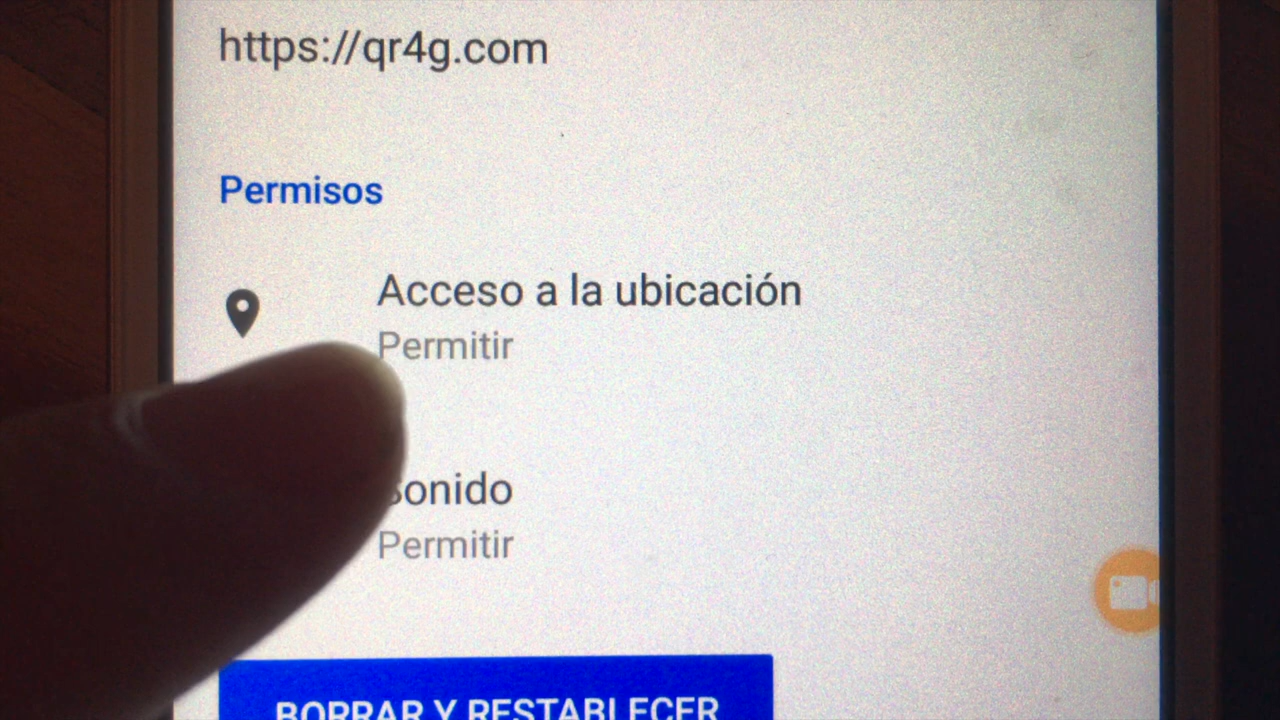 https://qr4g.com
Permisos
Acceso a la ubicación
Permitir
Sonido
Permitir
BORRAR Y RESTABLECER